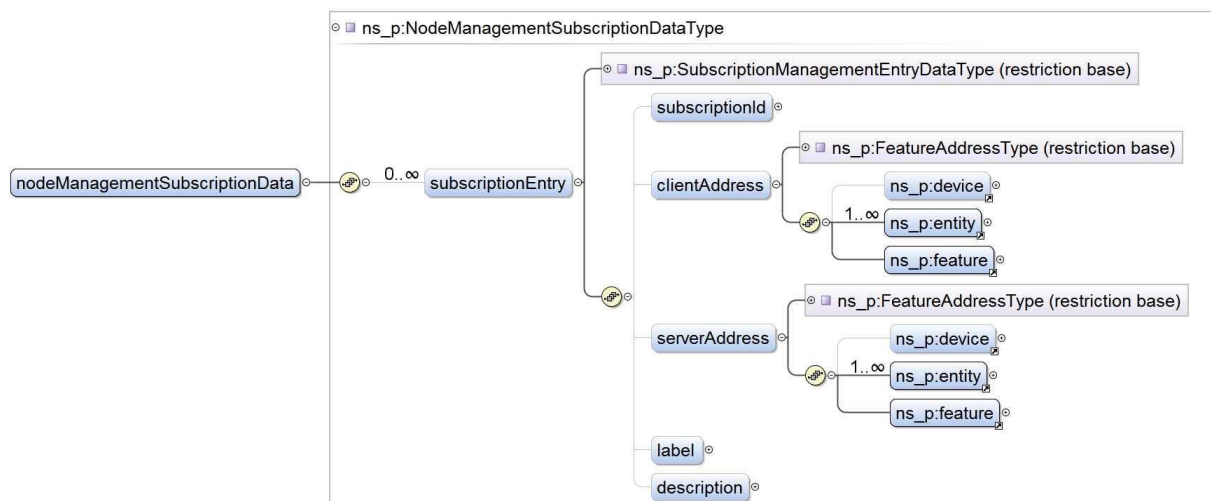 ns_p:NodeManagementSubscriptionDataType
ns_p:SubscriptionManagementEntryDataType (restriction base)
subscriptionId
ns_p:FeatureAddressType (restriction base)
nodeManagementSubscriptionData
0..∞
subscriptionEntry
clientAddress
ns_p:device
1..∞
ns_p:entity
ns_p:feature
ns_p:FeatureAddressType (restriction base)
serverAddress
ns_p:device
1..∞
ns_p:entity
ns_p:feature
label
description